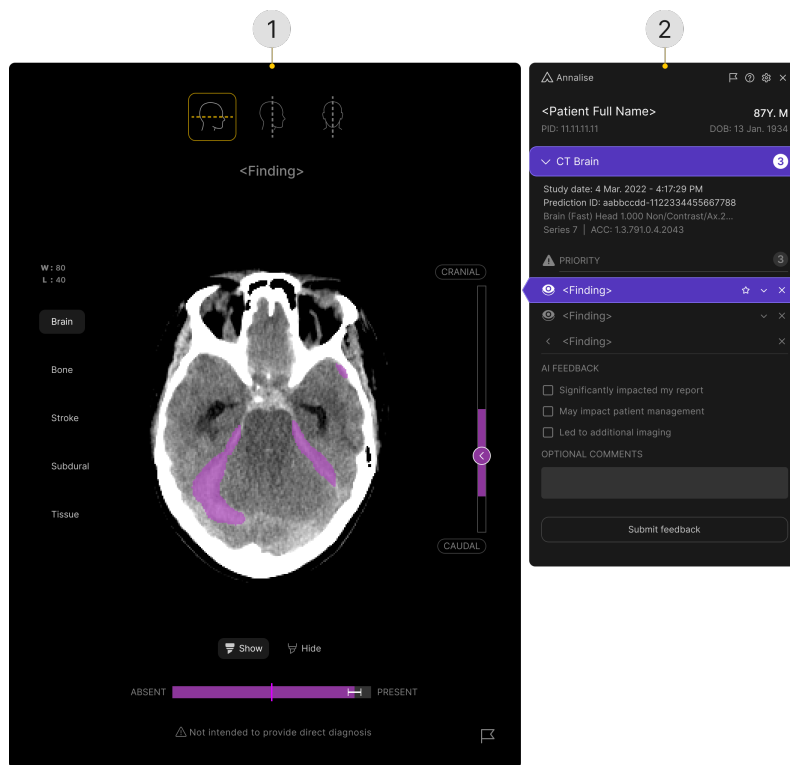 1
2
<Finding>
W : 80
L : 40
Brain
Bone
Stroke
Subdural
Tissue
CRANIAL
CAUDAL
Show
Hide
ABSENT
PRESENT
Not intended to provide direct diagnosis
Annalise
<Patient Full Name>
87Y. M
PID: 11.11.11.11
DOB: 13 Jan. 1934
CT Brain
3
Study date: 4 Mar. 2022 - 4:17:29 PM
Prediction ID: aabbccdd-1122334455667788
Brain (Fast) Head 1.000 Non/Contrast/Ax.2...
Series 7 | ACC: 1.3.791.0.4.2043
PRIORITY
3
<Finding>
<Finding>
<Finding>
AI FEEDBACK
Significantly impacted my report
May impact patient management
Led to additional imaging
OPTIONAL COMMENTS
Submit feedback